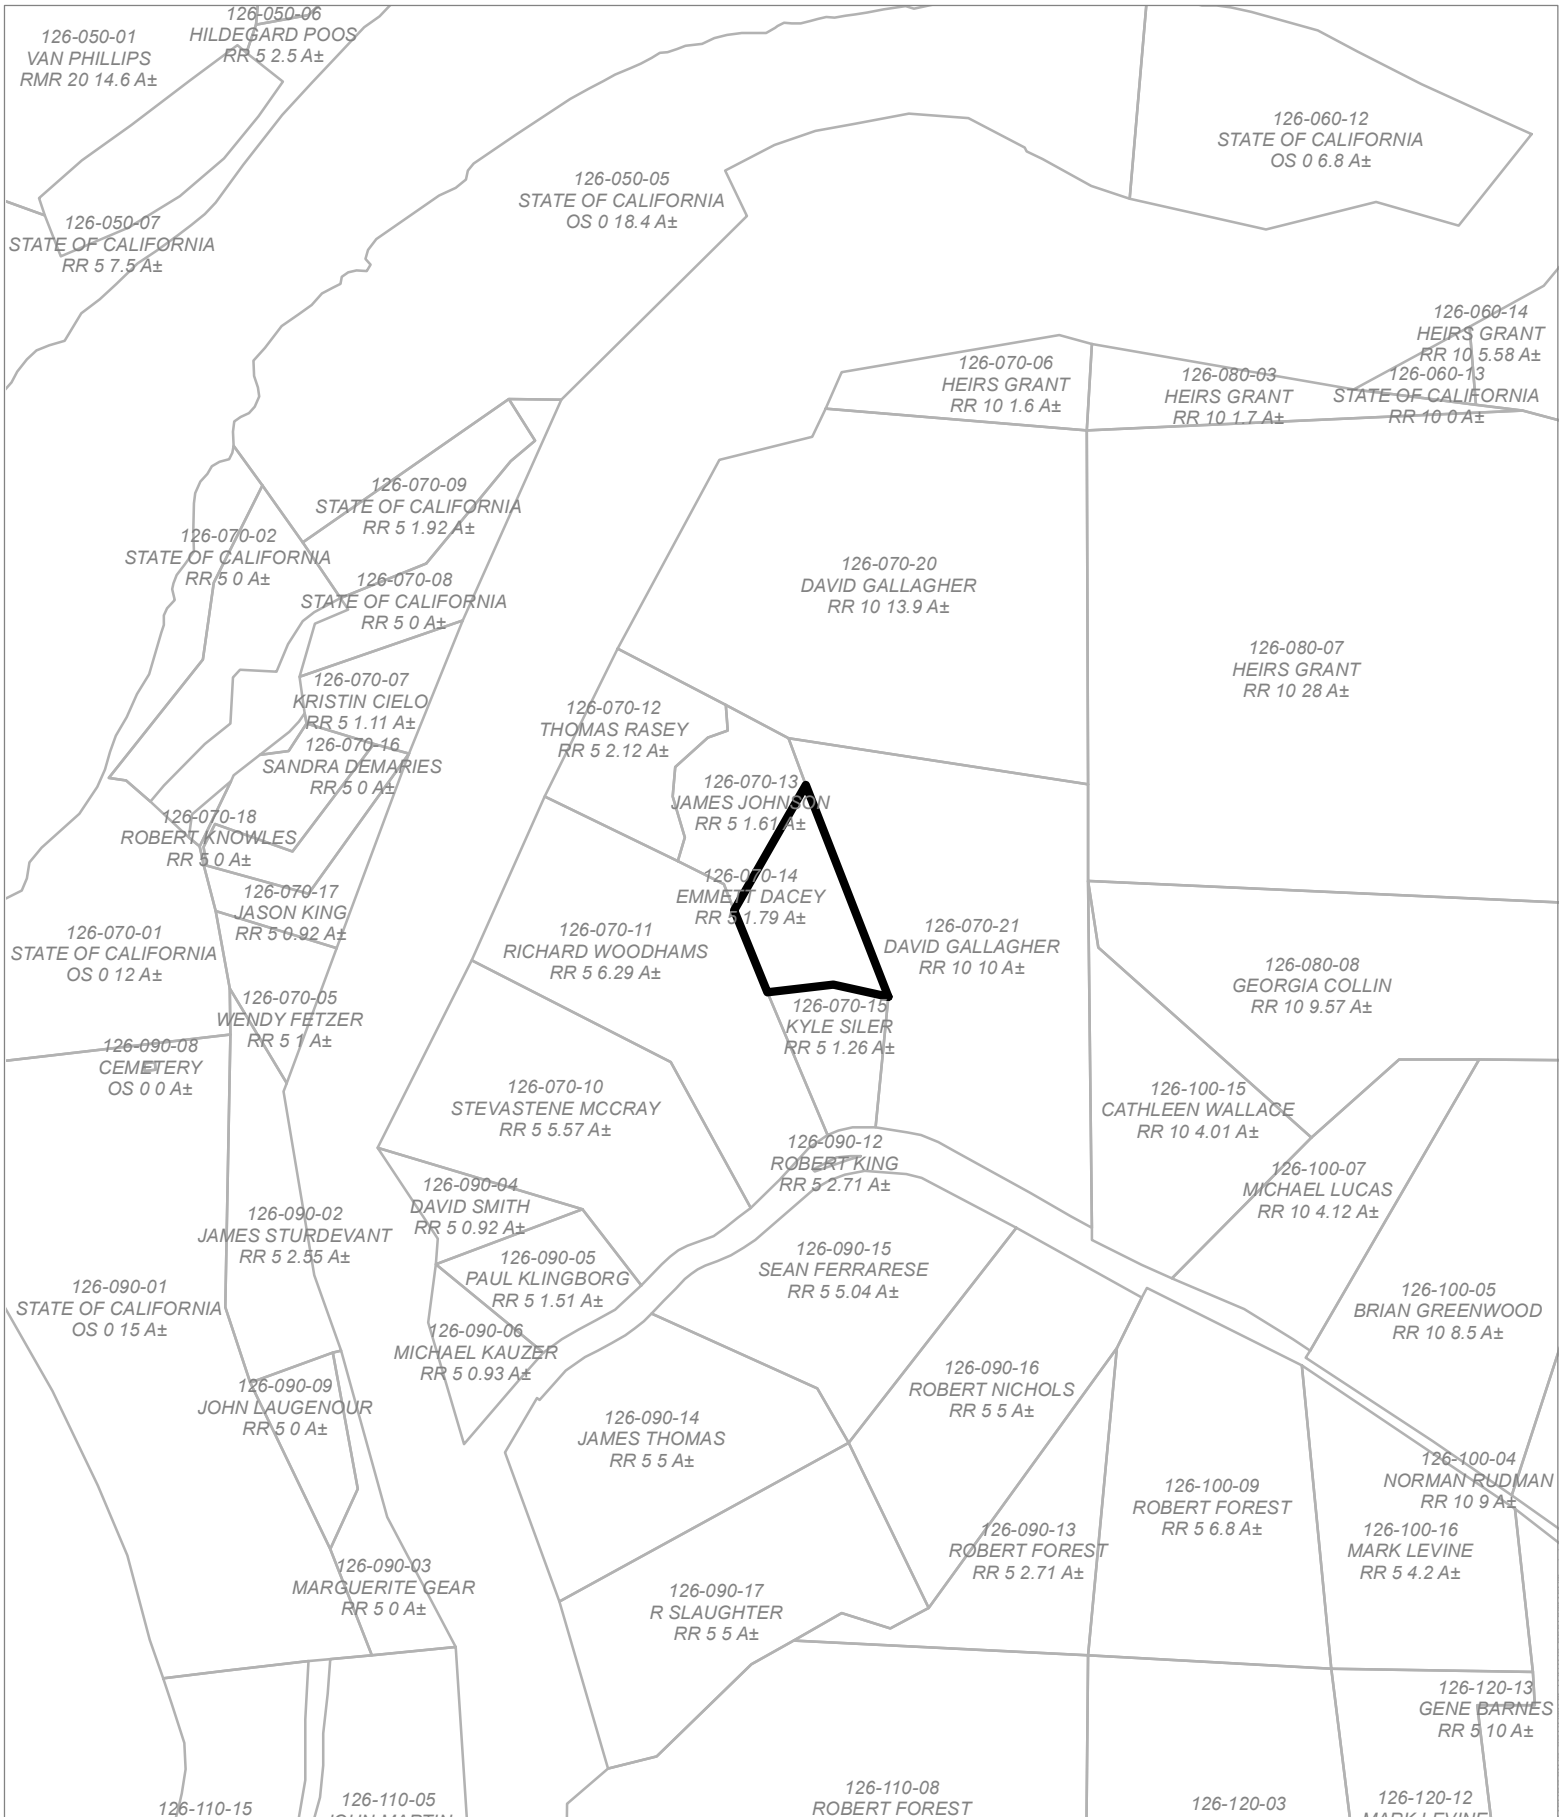 126-050-06
HILDEGARD POOS
RR 5 2.5 A±
126-050-01
VAN PHILLIPS
RMR 20 14.6 A±
126-060-12
STATE OF CALIFORNIA
OS 0 6.8 A±
126-050-05
STATE OF CALIFORNIA
OS 0 18.4 A±
126-050-07
STATE OF CALIFORNIA
RR 5 7.5 A±
126-060-14
HEIRS GRANT
RR 10 5.58 A±
126-070-06
HEIRS GRANT
RR 10 1.6 A±
126-080-03
HEIRS GRANT
RR 10 1.7 A±
126-060-13
STATE OF CALIFORNIA
RR 10 0 A±
126-070-09
STATE OF CALIFORNIA
RR 5 1.92 A±
126-070-02
STATE OF CALIFORNIA
RR 5 0 A±
126-070-08
STATE OF CALIFORNIA
RR 5 0 A±
126-070-20
DAVID GALLAGHER
RR 10 13.9 A±
126-080-07
HEIRS GRANT
RR 10 28 A±
126-070-07
KRISTIN CIELO
RR 5 1.11 A±
126-070-12
THOMAS RASEY
RR 5 2.12 A±
126-070-16
SANDRA DEMARIES
RR 5 0 A±
126-070-13
JAMES JOHNSON
RR 5 1.61 A±
126-070-18
ROBERT KNOWLES
RR 5 0 A±
126-070-14
EMMETT DACEY
RR 5 1.79 A±
126-070-17
JASON KING
RR 5 0.92 A±
126-070-01
STATE OF CALIFORNIA
OS 0 12 A±
126-070-11
RICHARD WOODHAMS
RR 5 6.29 A±
126-070-21
DAVID GALLAGHER
RR 10 10 A±
126-080-08
GEORGIA COLLIN
RR 10 9.57 A±
126-070-05
WENDY FETZER
RR 5 1 A±
126-070-15
KYLE SILER
RR 5 1.26 A±
126-090-08
CEMETERY
OS 0 0 A±
126-070-10
STEVASTENE MCCRAY
RR 5 5.57 A±
126-100-15
CATHLEEN WALLACE
RR 10 4.01 A±
126-090-12
ROBERT KING
RR 5 2.71 A±
126-100-07
MICHAEL LUCAS
RR 10 4.12 A±
126-090-04
DAVID SMITH
RR 5 0.92 A±
126-090-02
JAMES STURDEVANT
RR 5 2.55 A±
126-090-05
PAUL KLINGBORG
RR 5 1.51 A±
126-090-15
SEAN FERRARESE
RR 5 5.04 A±
126-090-01
STATE OF CALIFORNIA
OS 0 15 A±
126-100-05
BRIAN GREENWOOD
RR 10 8.5 A±
126-090-06
MICHAEL KAUZER
RR 5 0.93 A±
126-090-16
ROBERT NICHOLS
RR 5 5 A±
126-090-09
JOHN LAUGENOUR
RR 5 0 A±
126-090-14
JAMES THOMAS
RR 5 5 A±
126-100-04
NORMAN RUDMAN
RR 10 9 A±
126-100-09
ROBERT FOREST
RR 5 6.8 A±
126-090-13
ROBERT FOREST
RR 5 2.71 A±
126-100-16
MARK LEVINE
RR 5 4.2 A±
126-090-03
MARGUERITE GEAR
RR 5 0 A±
126-090-17
R SLAUGHTER
RR 5 5 A±
126-120-13
GENE BARNES
RR 5 10 A±
126-110-15
126-110-05
JOHN MARTIN
126-110-08
ROBERT FOREST
126-120-03
126-120-12
MARK LEVINE